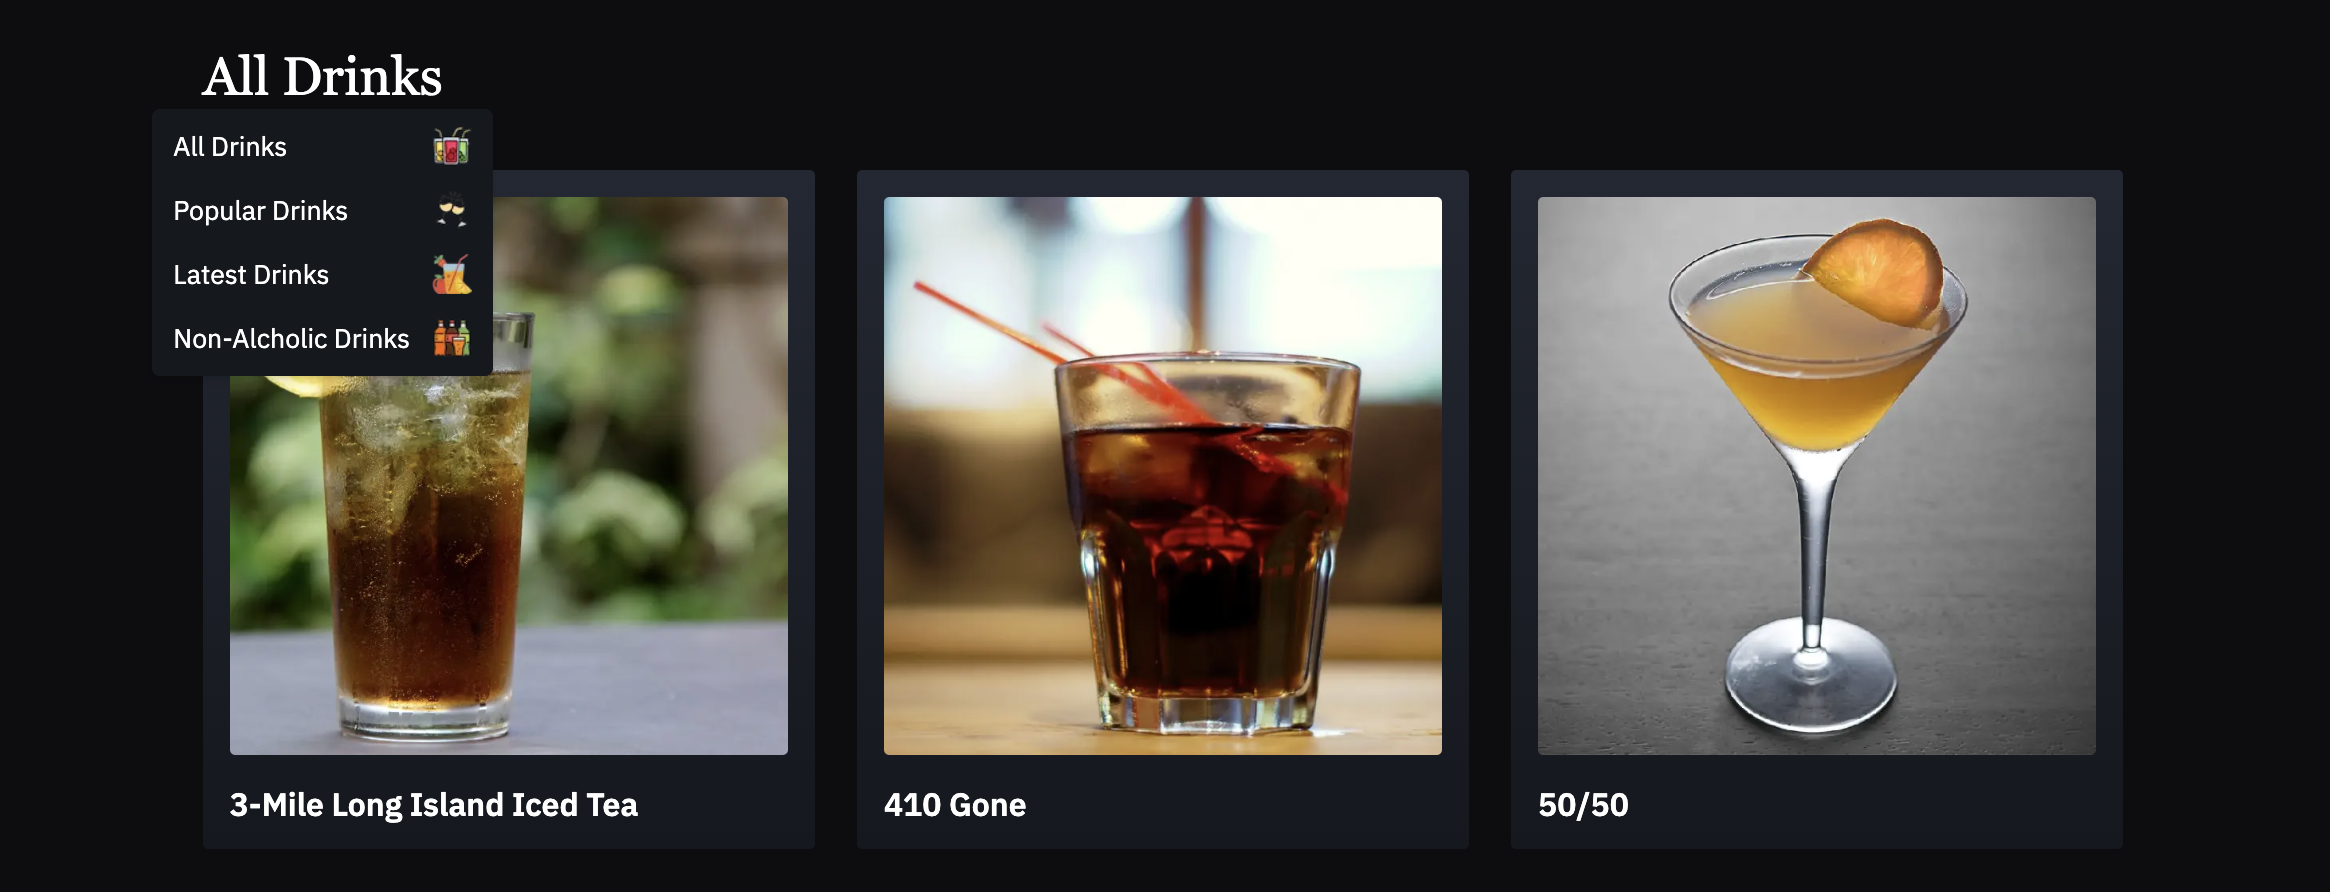 All Drinks
All Drinks
Popular Drinks
Latest Drinks
Non-Alcholic Drinks
3-Mile Long Island Iced Tea
410 Gone
50/50